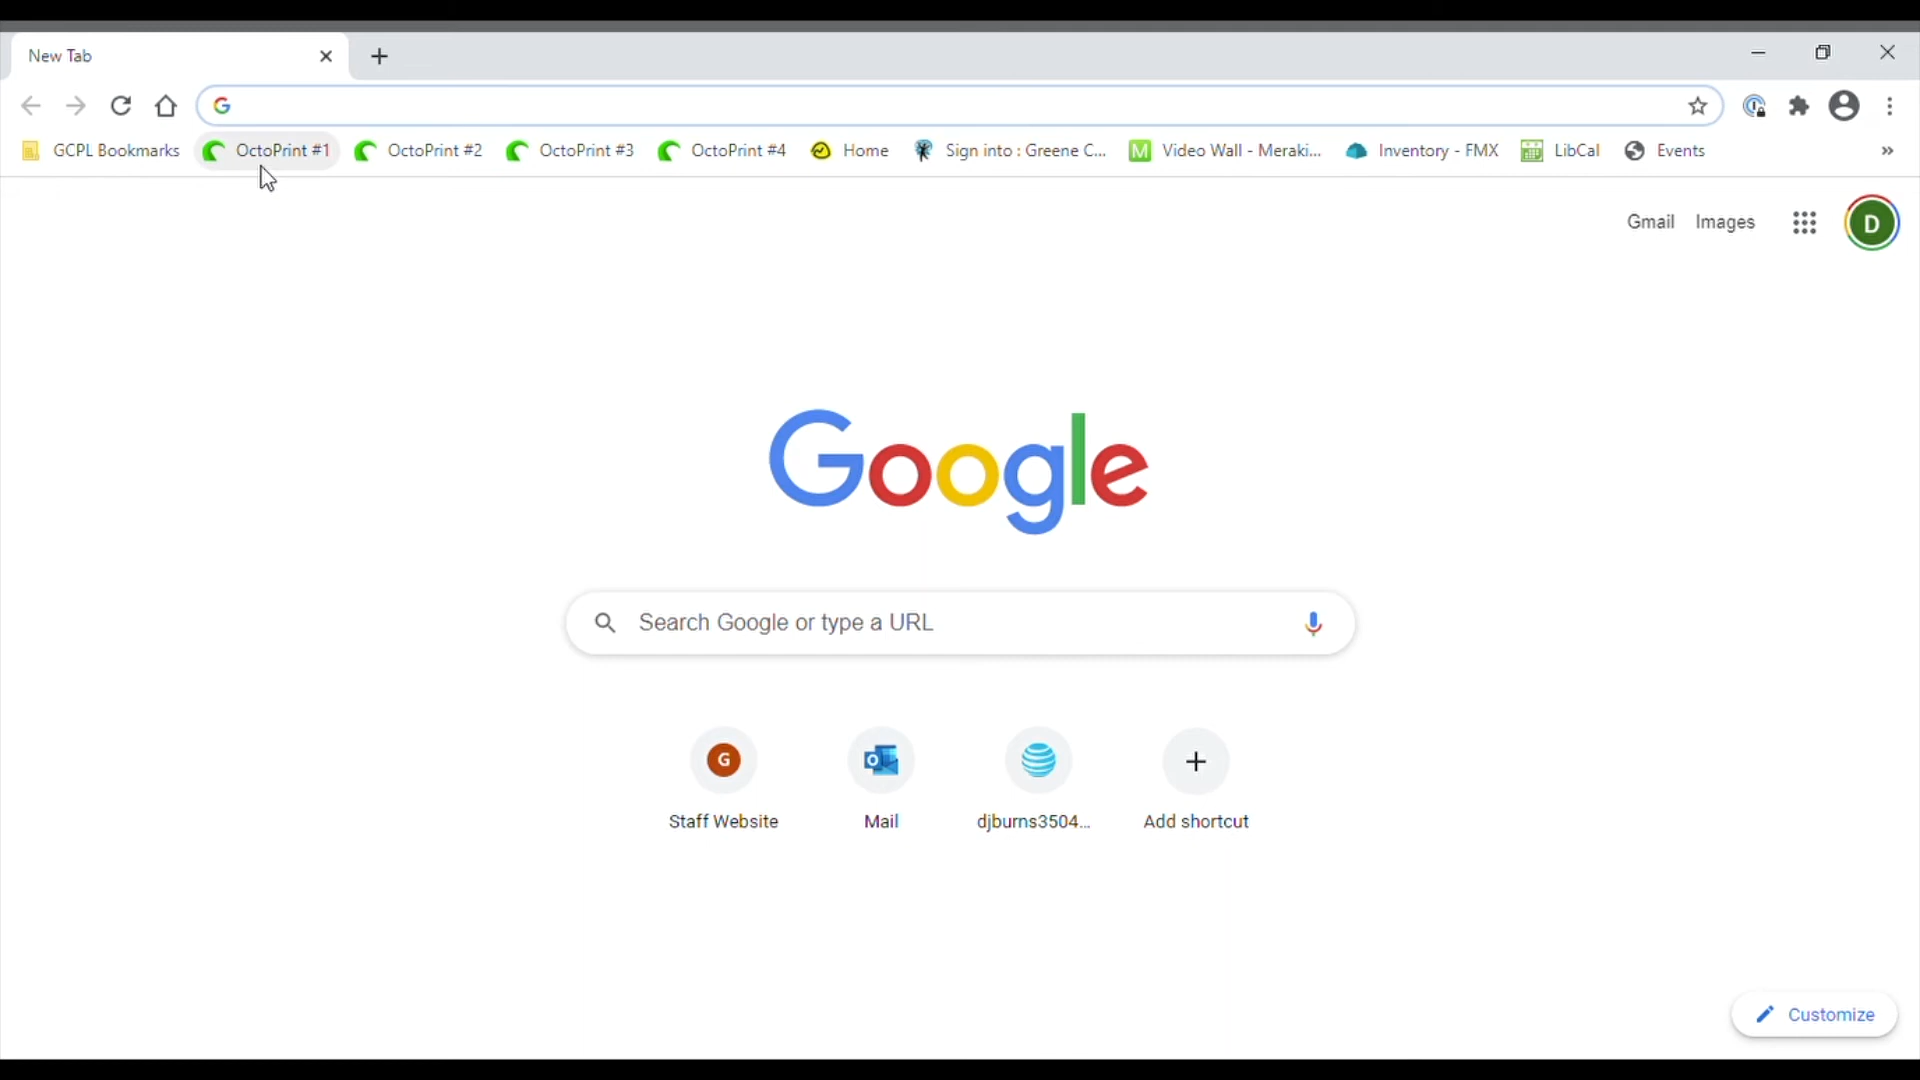 New Tab
GCPL Bookmarks OctoPrint #1 OctoPrint #2 OctoPrint #3 OctoPrint #4 Home Sign into : Greene C... M Video Wall - Meraki... Inventory - FMX LibCal Events »
Gmail Images D
Google
Search Google or type a URL
G
Staff Website Mail djburns3504... Add shortcut
Customize